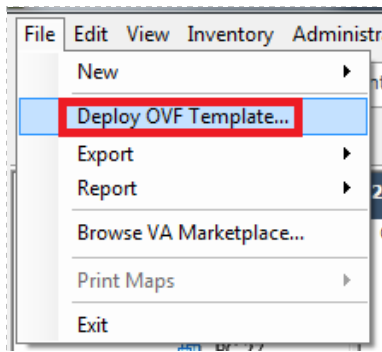 File Edit View Inventory Administr
New
Deploy OVF Template...
Export
Report
Browse VA Marketplace...
Print Maps
Exit